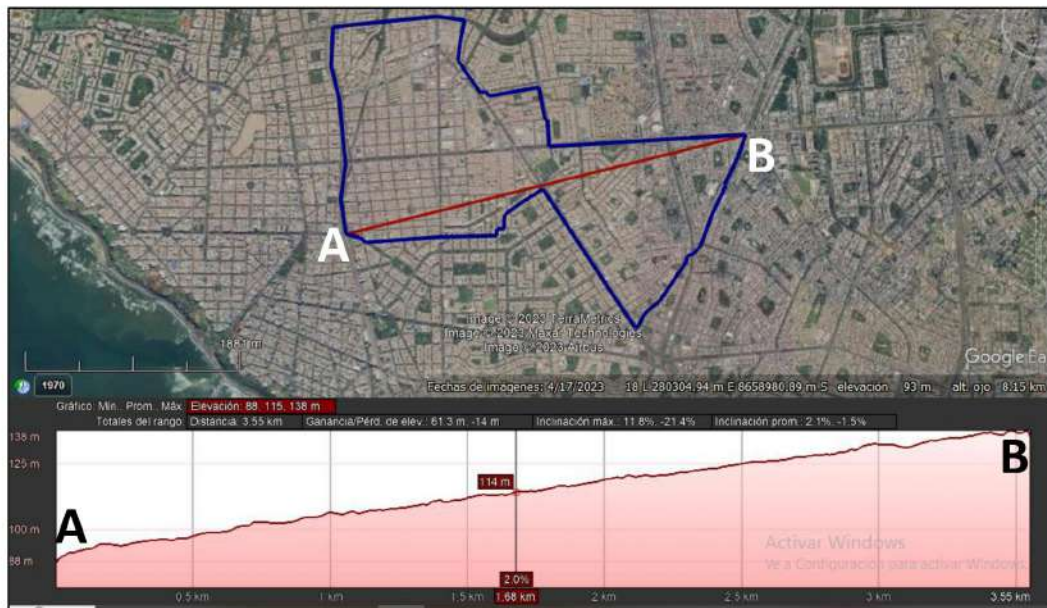 B
A
Image © 2023 TerraMetrics
Image © 2023 Maxar Technologies
Image © 2023 Airbus
1881 m
Google Ea
1970
Fechas de imágenes: 4/17/2023 18 L 280304.94 m E 8658980.89 m S elevación 93 m alt. ojo 8.15 km
Gráfico: Mín., Prom., Máx. Elevación: 88, 115, 138 m
Totales del rango: Distancia: 3.55 km Ganancia/Pérd. de elev.: 61.3 m, -14 m Inclinación máx.: 11.8%, -21.4% Inclinación prom.: 2.1%, -1.5%
138 m
125 m
B
114 m
A
100 m
Activar Windows
88 m
Ve a Configuración para activar Windows.
2.0%
0.5 km 1 km 1.5 km 1.68 km 2 km 2.5 km 3 km 3.55 km